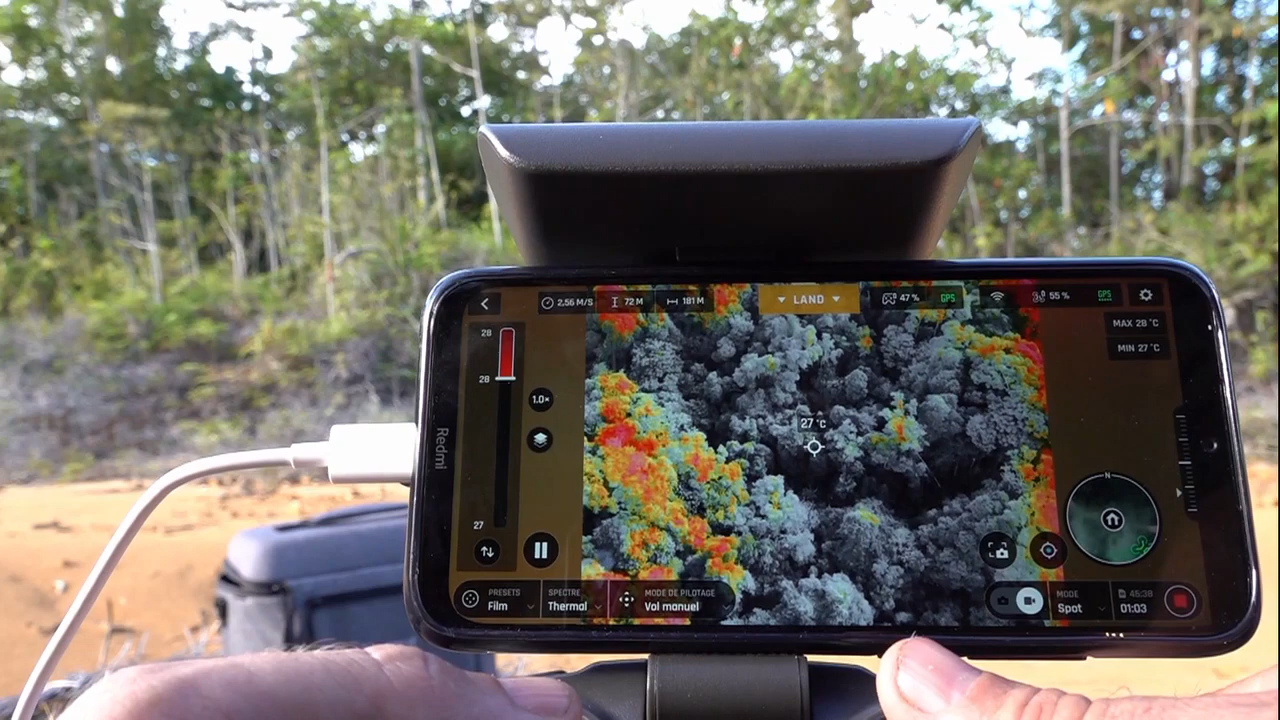 2,56 M/S
72 M
181 M
LAND
47 %
GPS
55 %
GPS
28
MAX 28 °C
MIN 27 °C
28
1.0×
27 °C
Redmi
N
27
PRESETS
Film
SPECTRE
Thermal
MODE DE PILOTAGE
Vol manuel
MODE
Spot
45:39
01:03